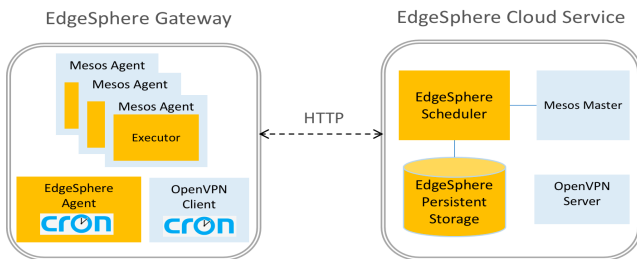 EdgeSphere Gateway
Mesos Agent
Mesos Agent
Mesos Agent
Executor
EdgeSphere
Agent
cron
OpenVPN
Client
cron
HTTP
EdgeSphere Cloud Service
EdgeSphere
Scheduler
Mesos Master
EdgeSphere
Persistent
Storage
OpenVPN
Server